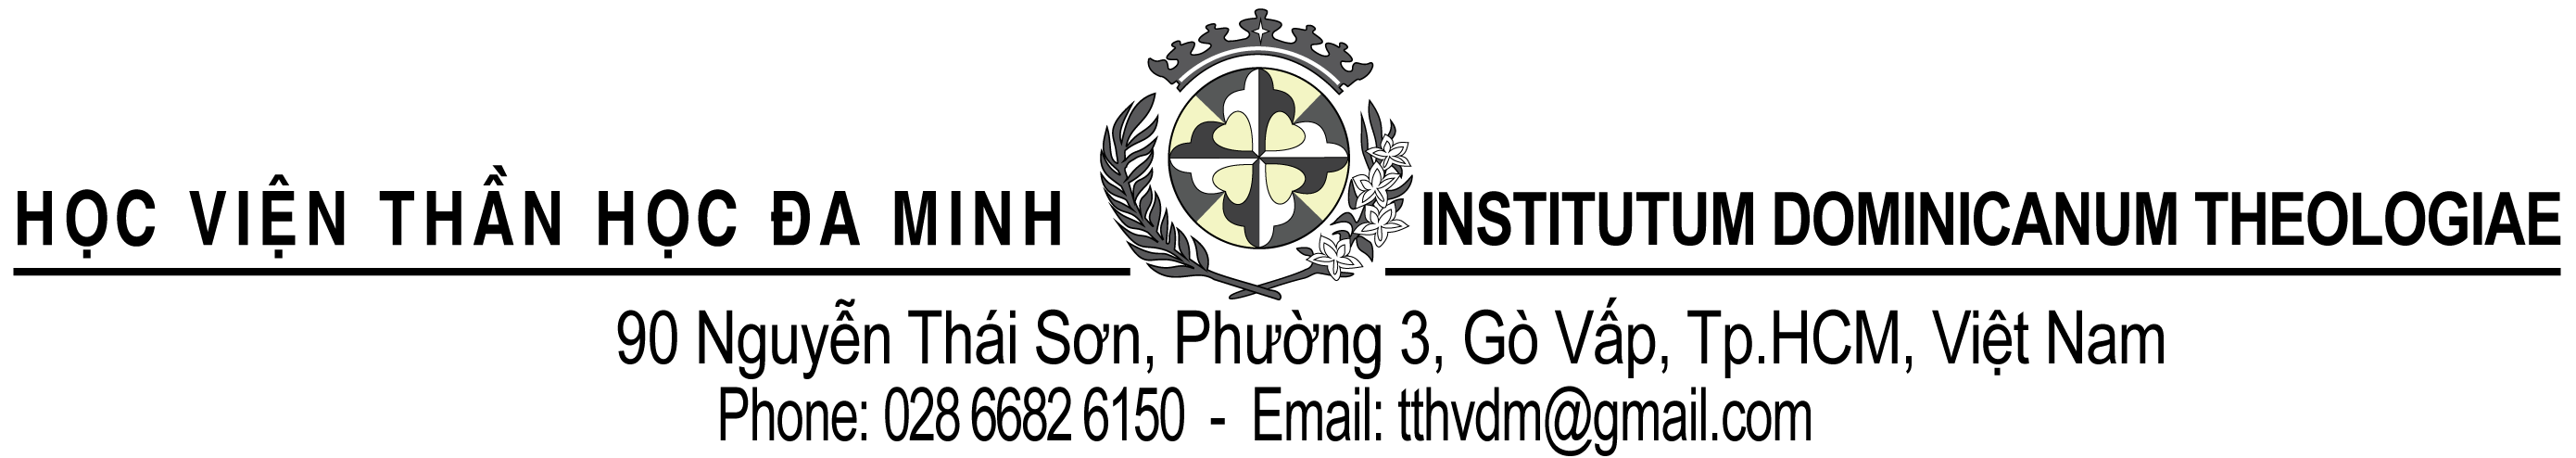 HỌC VIỆN THẦN HỌC ĐA MINH INSTITUTUM DOMINICANUM THEOLOGIAE
90 Nguyễn Thái Sơn, Phường 3, Gò Vấp, Tp.HCM, Việt Nam
Phone: 028 6682 6150 - Email: tthvdm@gmail.com